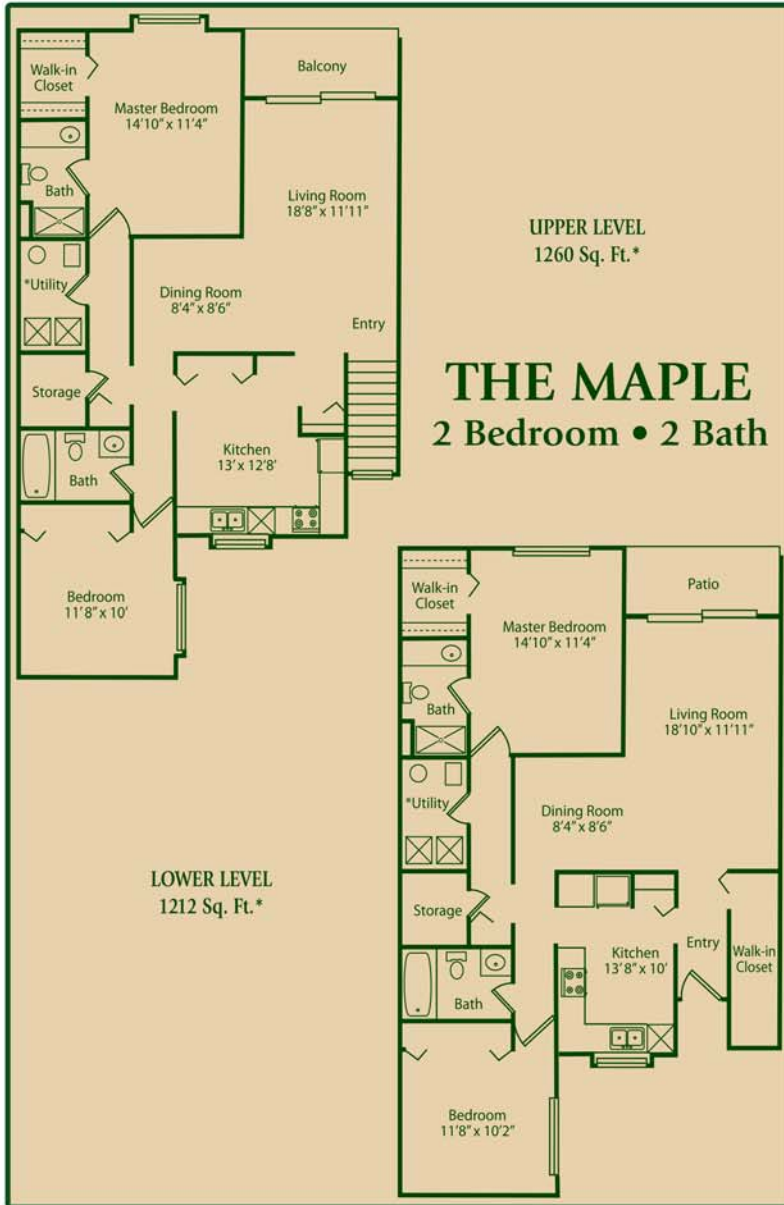 Walk-in
Closet
Master Bedroom
14'10" x 11'4"
Balcony
Bath
Living Room
18'8" x 11'11"
*Utility
Dining Room
8'4" x 8'6"
Entry
Storage
Kitchen
13' x 12'8'
Bath
Bedroom
11'8" x 10'
UPPER LEVEL
1260 Sq. Ft.*
THE MAPLE
2 Bedroom • 2 Bath
Walk-in
Closet
Master Bedroom
14'10" x 11'4"
Patio
Bath
Living Room
18'10" x 11'11"
*Utility
Dining Room
8'4" x 8'6"
Storage
Kitchen
13'8" x 10'
Entry
Walk-in
Closet
Bath
Bedroom
11'8" x 10'2"
LOWER LEVEL
1212 Sq. Ft.*